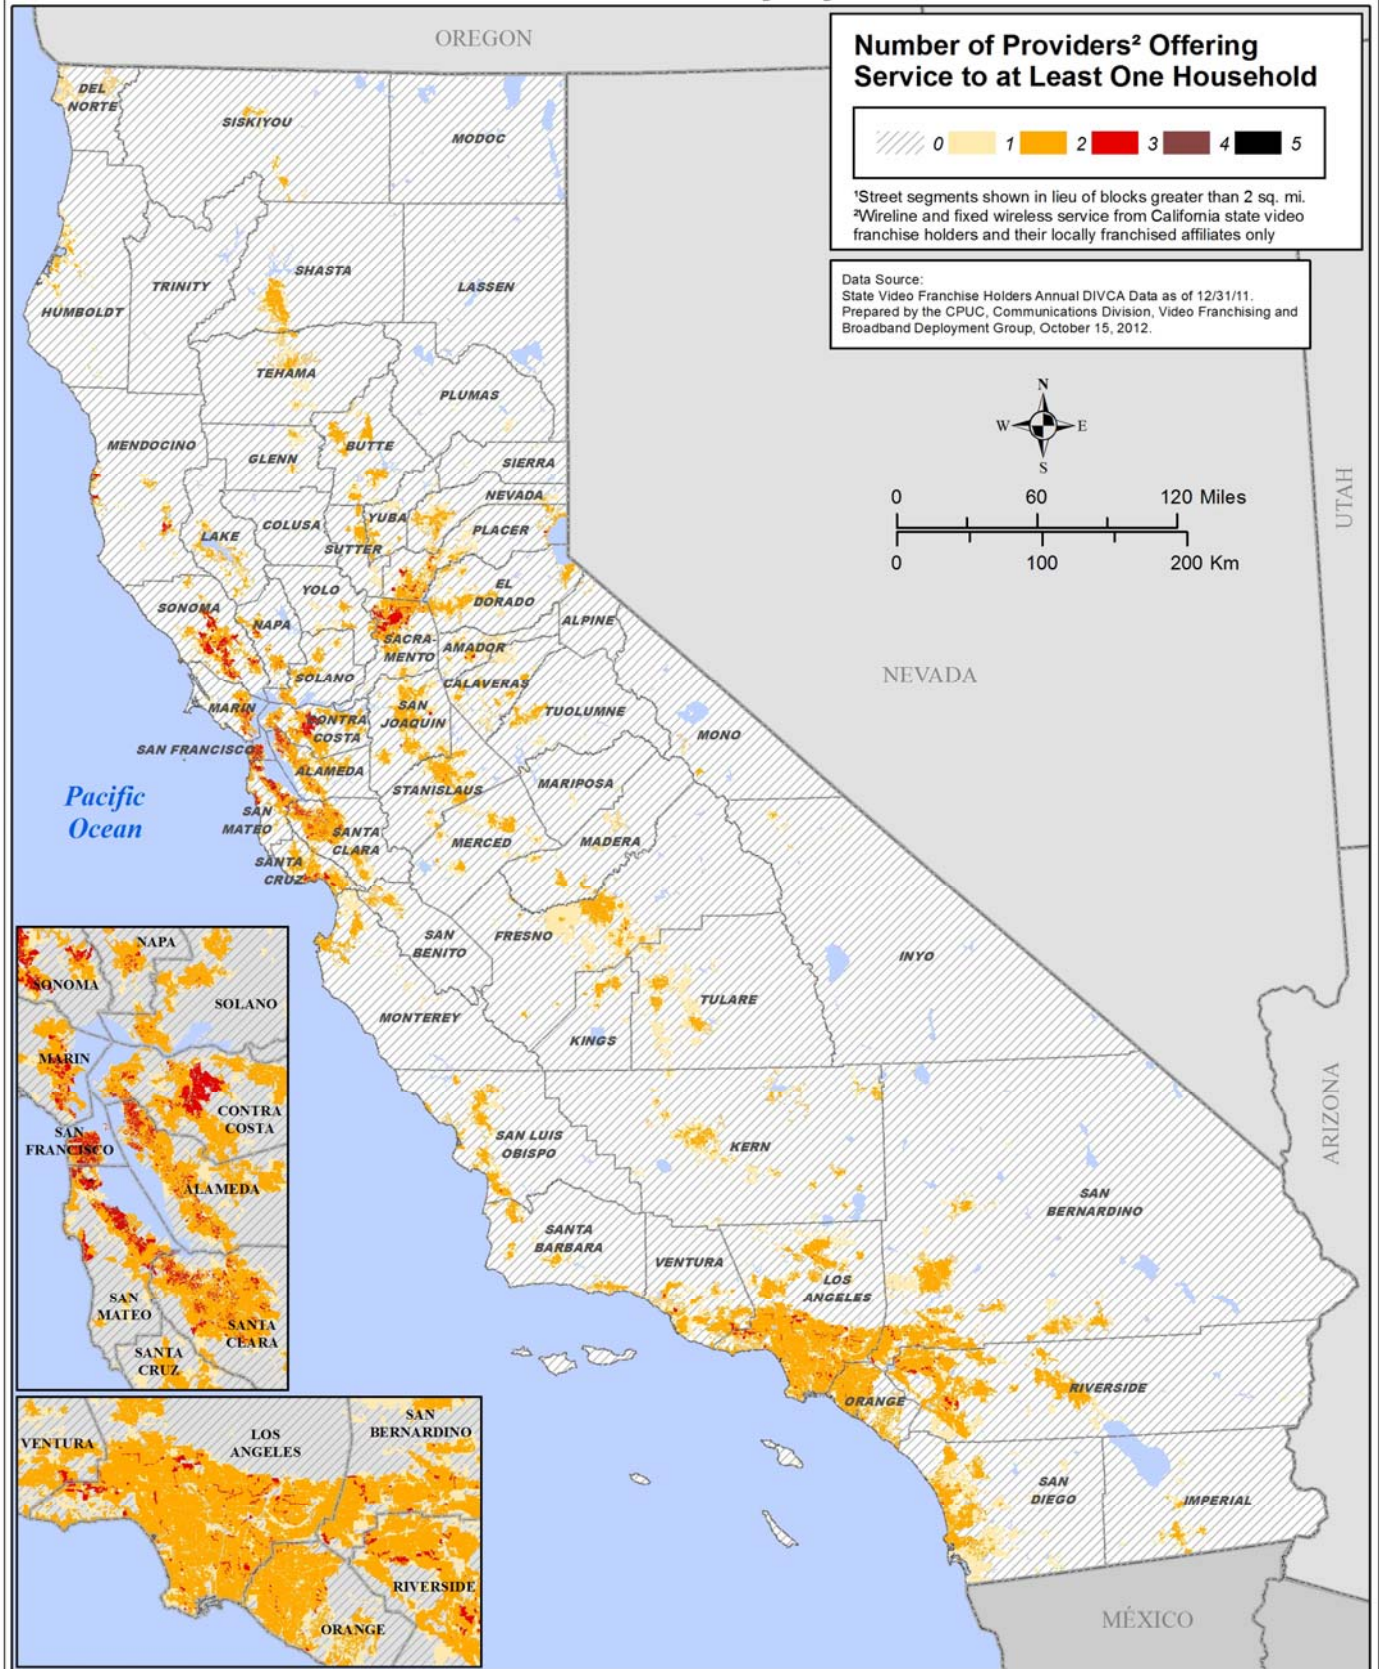 OREGON
Number of Providers² Offering
Service to at Least One Household
0 1 2 3 4 5
¹Street segments shown in lieu of blocks greater than 2 sq. mi.
²Wireline and fixed wireless service from California state video
franchise holders and their locally franchised affiliates only
Data Source:
State Video Franchise Holders Annual DIVCA Data as of 12/31/11.
Prepared by the CPUC, Communications Division, Video Franchising and
Broadband Deployment Group, October 15, 2012.
N
W E
S
0 60 120 Miles
0 100 200 Km
DEL
NORTE
SISKIYOU
MODOC
HUMBOLDT
TRINITY
SHASTA
LASSEN
TEHAMA
PLUMAS
MENDOCINO
GLENN
BUTTE
SIERRA
NEVADA
LAKE
COLUSA
YUBA
SUTTER
PLACER
SONOMA
NAPA
YOLO
EL
DORADO
ALPINE
SACRA-
MENTO
AMADOR
SOLANO
CALAVERAS
MARIN
CONTRA
COSTA
SAN
JOAQUIN
TUOLUMNE
MONO
SAN FRANCISCO
ALAMEDA
STANISLAUS
MARIPOSA
SAN
MATEO
SANTA
CLARA
MERCED
MADERA
SANTA
CRUZ
SAN
BENITO
FRESNO
INYO
MONTEREY
KINGS
TULARE
SAN LUIS
OBISPO
KERN
SAN
BERNARDINO
SANTA
BARBARA
VENTURA
LOS
ANGELES
ORANGE
RIVERSIDE
SAN
DIEGO
IMPERIAL
Pacific
Ocean
NEVADA
UTAH
ARIZONA
MÉXICO
NAPA
SONOMA
SOLANO
MARIN
CONTRA
COSTA
SAN
FRANCISCO
ALAMEDA
SAN
MATEO
SANTA
CLARA
SANTA
CRUZ
VENTURA
LOS
ANGELES
SAN
BERNARDINO
RIVERSIDE
ORANGE